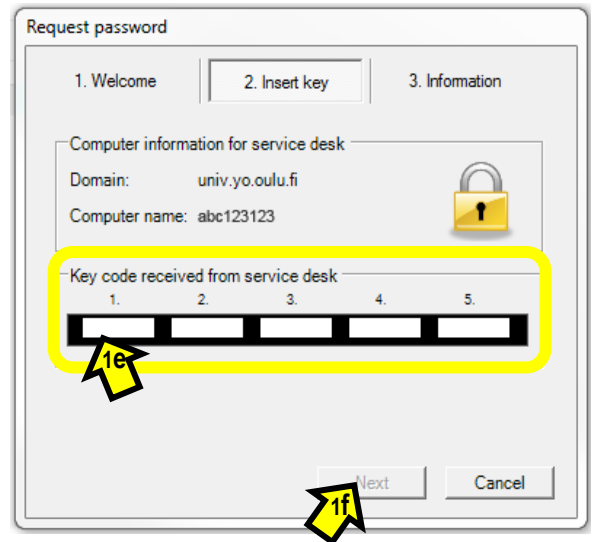 Request password
1. Welcome 2. Insert key 3. Information
Computer information for service desk
Domain: univ.yo.oulu.fi
Computer name: abc123123
Key code received from service desk
1. 2. 3. 4. 5.
1e
Next Cancel
1f